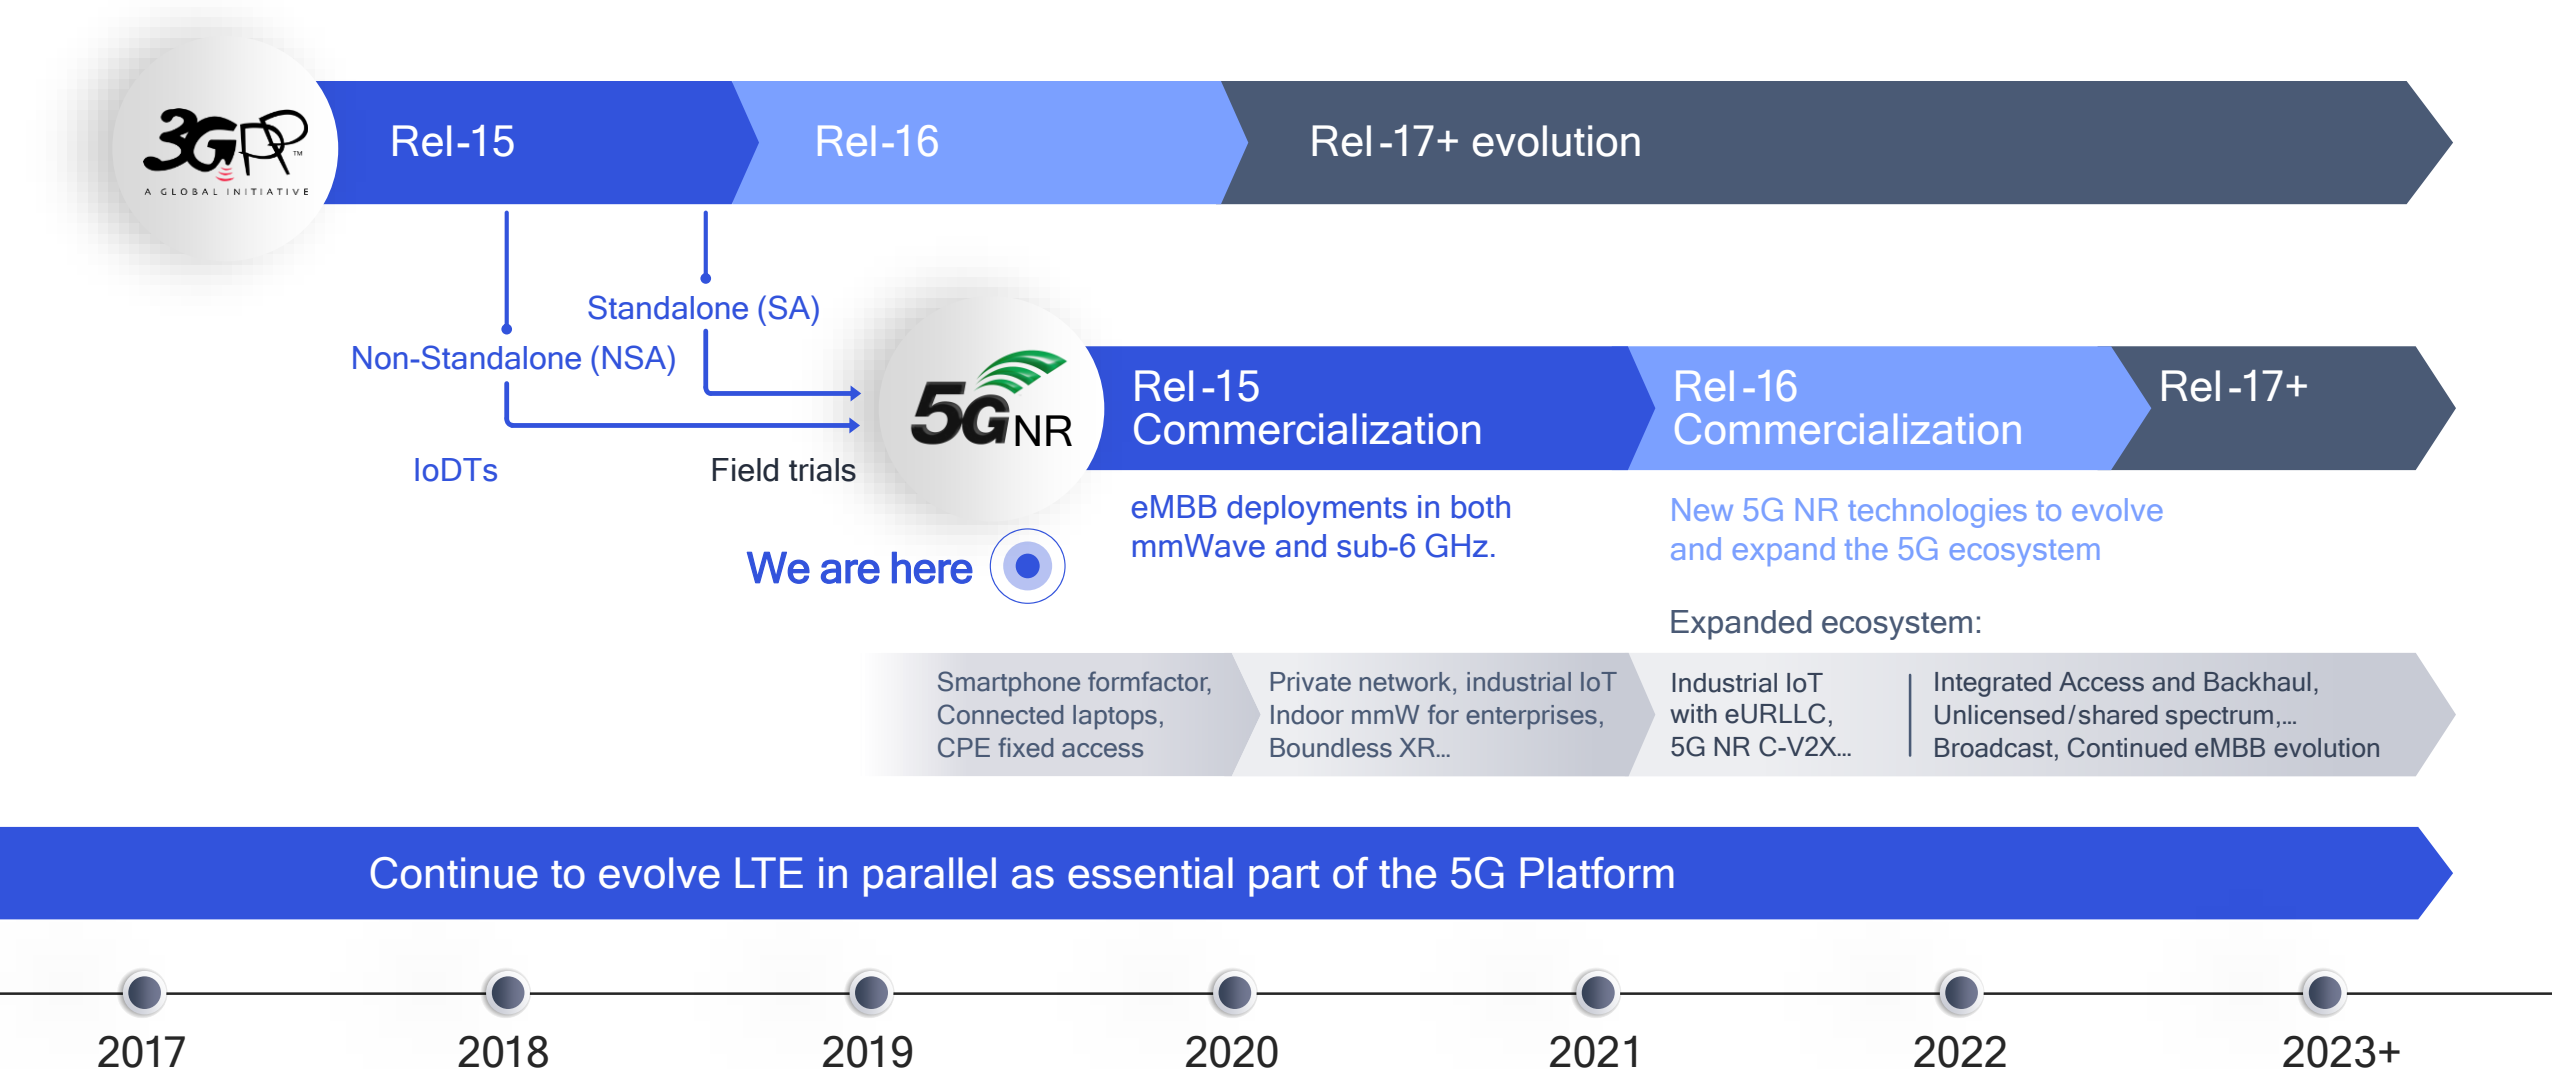 3GPP™
A GLOBAL INITIATIVE
Rel-15
Rel-16
Rel-17+ evolution
Standalone (SA)
Non-Standalone (NSA)
IoDTs
Field trials
5G NR
Rel-15
Commercialization
Rel-16
Commercialization
Rel-17+
eMBB deployments in both
mmWave and sub-6 GHz.
New 5G NR technologies to evolve
and expand the 5G ecosystem
We are here
Expanded ecosystem:
Smartphone formfactor,
Connected laptops,
CPE fixed access
Private network, industrial IoT
Indoor mmW for enterprises,
Boundless XR...
Industrial IoT
with eURLLC,
5G NR C-V2X...
Integrated Access and Backhaul,
Unlicensed/shared spectrum,...
Broadcast, Continued eMBB evolution
Continue to evolve LTE in parallel as essential part of the 5G Platform
2017
2018
2019
2020
2021
2022
2023+